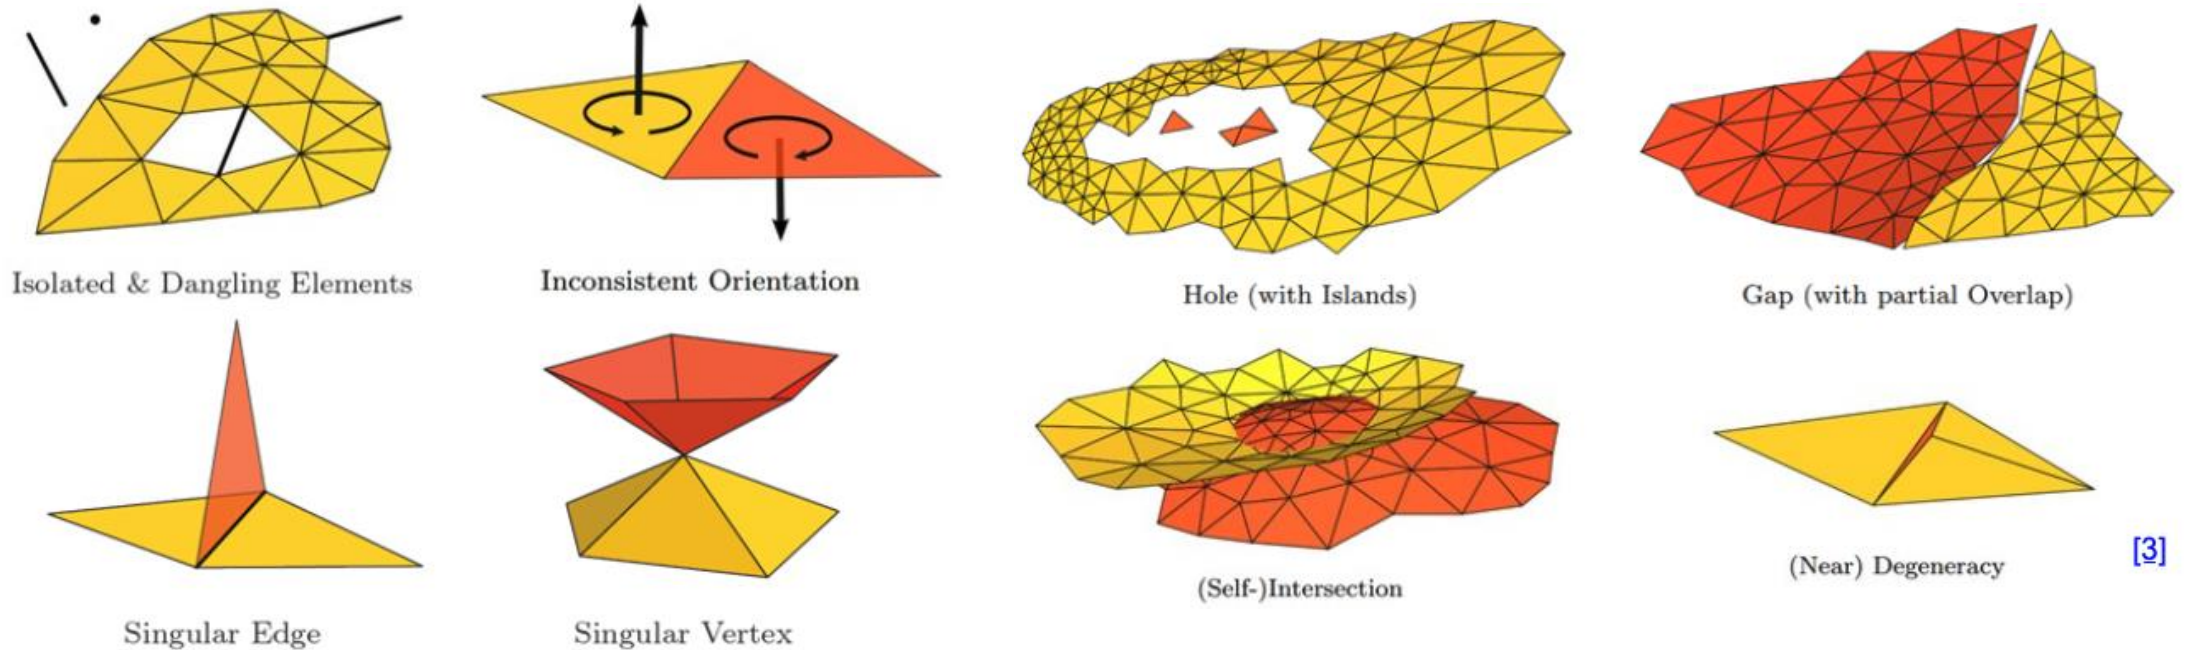 Isolated & Dangling Elements
Inconsistent Orientation
Hole (with Islands)
Gap (with partial Overlap)
Singular Edge
Singular Vertex
(Self-)Intersection
(Near) Degeneracy
[3]